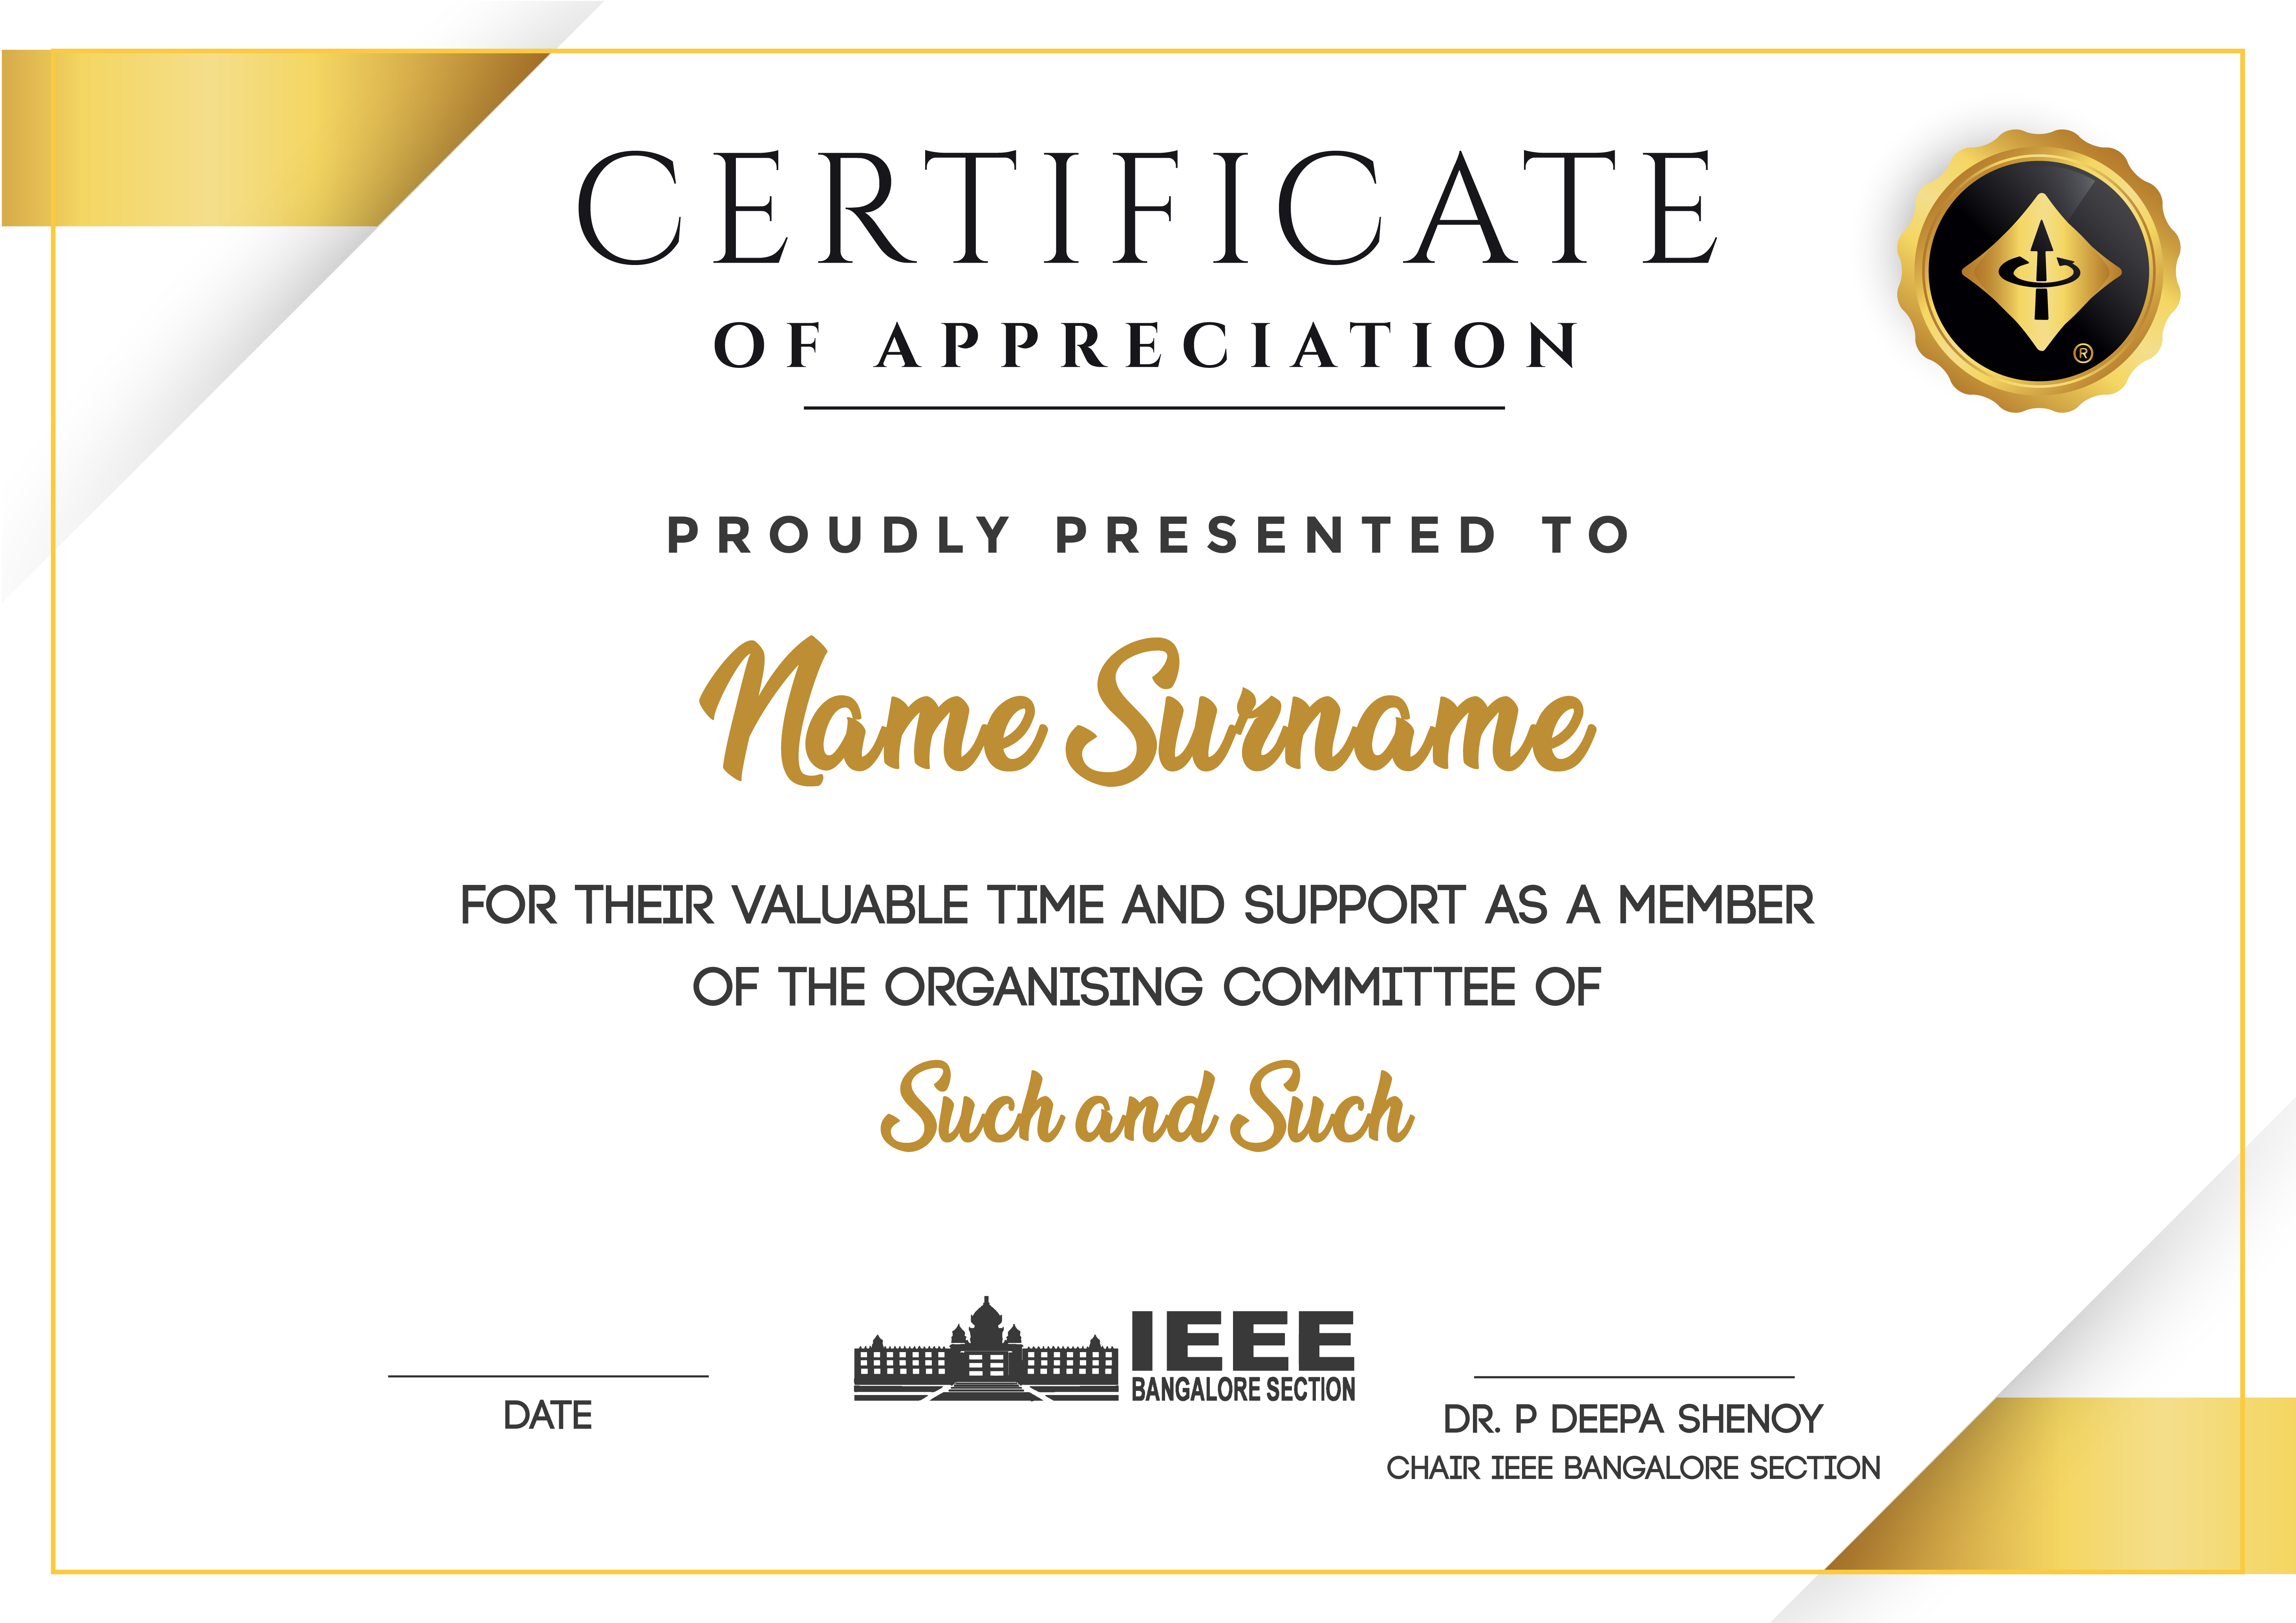 CERTIFICATE
OF APPRECIATION
®
PROUDLY PRESENTED TO
Name Surname
FOR THEIR VALUABLE TIME AND SUPPORT AS A MEMBER
OF THE ORGANISING COMMITTEE OF
Such and Such
DATE
IEEE
BANGALORE SECTION
DR. P DEEPA SHENOY
CHAIR IEEE BANGALORE SECTION